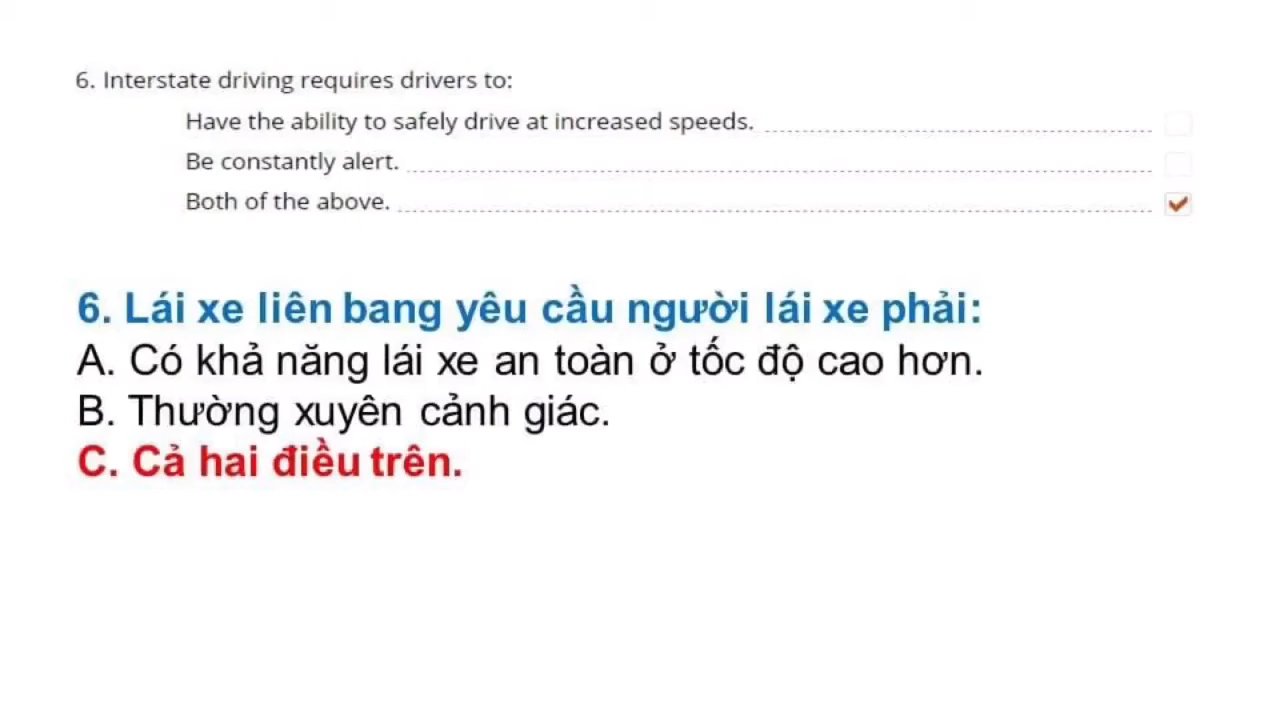 6. Interstate driving requires drivers to:
Have the ability to safely drive at increased speeds.
Be constantly alert.
Both of the above.
6. Lái xe liên bang yêu cầu người lái xe phải:
A. Có khả năng lái xe an toàn ở tốc độ cao hơn.
B. Thường xuyên cảnh giác.
C. Cả hai điều trên.